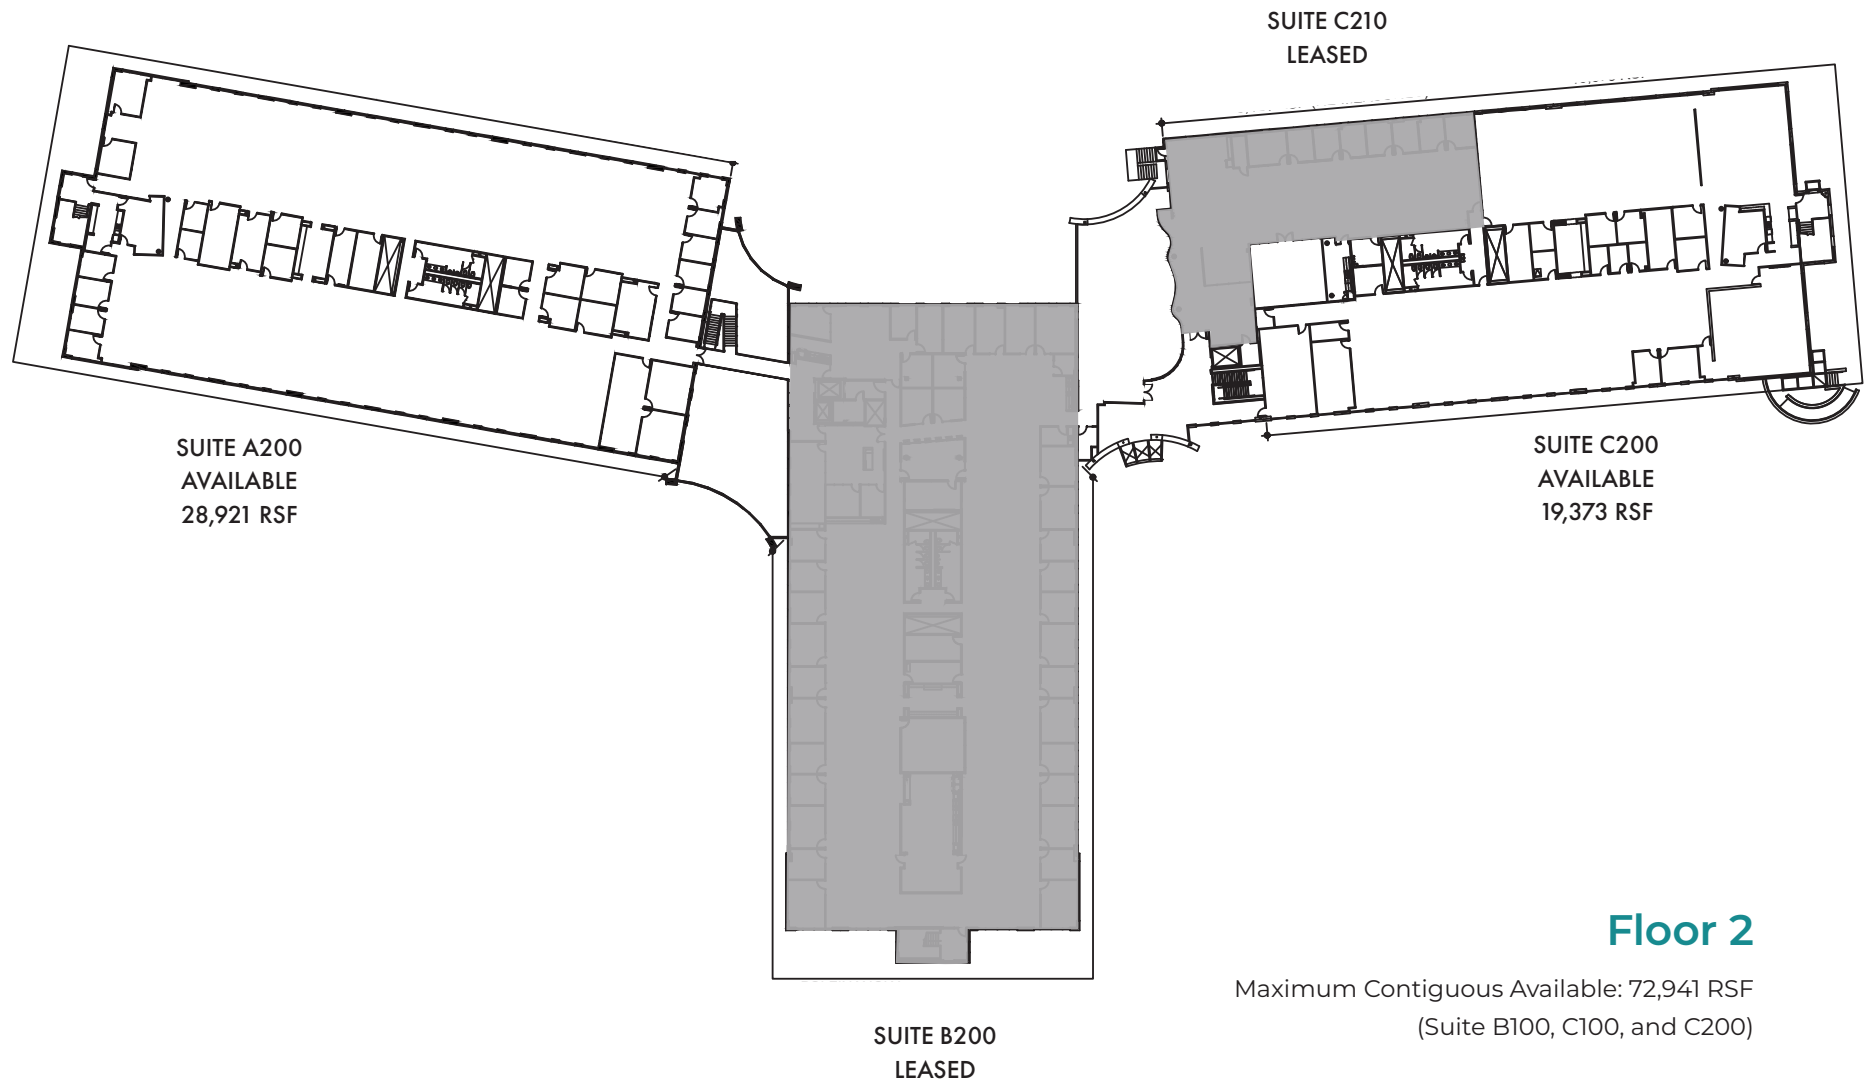 SUITE C210
LEASED
SUITE A200
AVAILABLE
28,921 RSF
SUITE C200
AVAILABLE
19,373 RSF
Floor 2
Maximum Contiguous Available: 72,941 RSF
(Suite B100, C100, and C200)
SUITE B200
LEASED